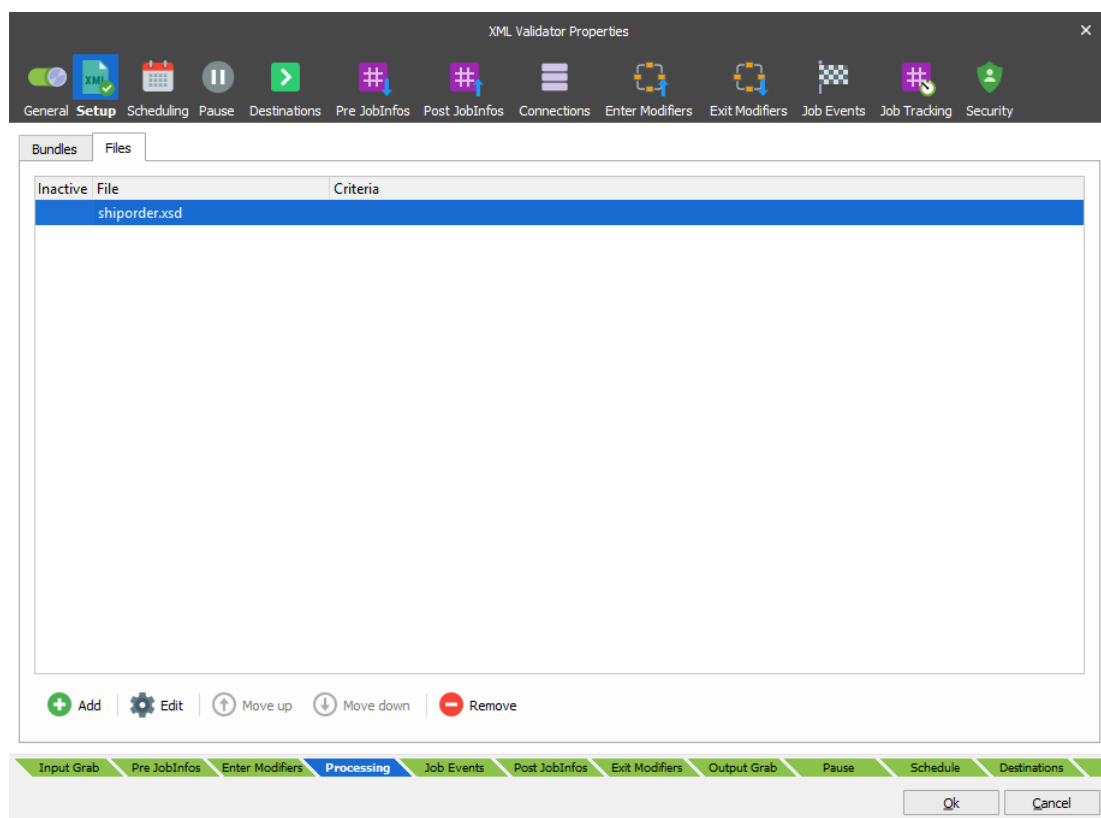 XML Validator Properties
XML
General Setup Scheduling Pause Destinations Pre JobInfos Post JobInfos Connections Enter Modifiers Exit Modifiers Job Events Job Tracking Security
Bundles Files
Inactive File Criteria
shiporder.xsd
Add Edit Move up Move down Remove
Input Grab Pre JobInfos Enter Modifiers Processing Job Events Post JobInfos Exit Modifiers Output Grab Pause Schedule Destinations
Ok Cancel